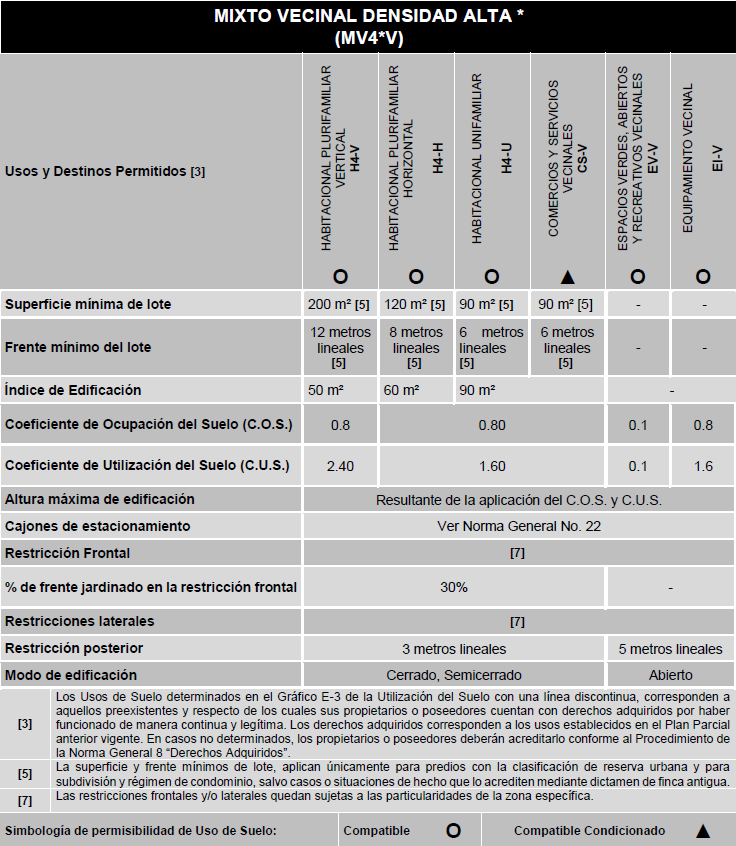 MIXTO VECINAL DENSIDAD ALTA *
(MV4*V)
Usos y Destinos Permitidos [3]
HABITACIONAL PLURIFAMILIAR
VERTICAL
H4-V
HABITACIONAL PLURIFAMILIAR
HORIZONTAL
H4-H
HABITACIONAL UNIFAMILIAR
H4-U
COMERCIOS Y SERVICIOS
VECINALES
CS-V
ESPACIOS VERDES, ABIERTOS
Y RECREATIVOS VECINALES
EV-V
EQUIPAMIENTO VECINAL
EI-V
O O O ▲ O O
Superficie mínima de lote 200 m² [5] 120 m² [5] 90 m² [5] 90 m² [5] - -
Frente mínimo del lote
12 metros lineales [5]
8 metros lineales [5]
6 metros lineales [5]
6 metros lineales [5]
- -
Índice de Edificación 50 m² 60 m² 90 m² -
Coeficiente de Ocupación del Suelo (C.O.S.) 0.8 0.80 0.1 0.8
Coeficiente de Utilización del Suelo (C.U.S.) 2.40 1.60 0.1 1.6
Altura máxima de edificación Resultante de la aplicación del C.O.S. y C.U.S.
Cajones de estacionamiento Ver Norma General No. 22
Restricción Frontal [7]
% de frente jardinado en la restricción frontal 30% -
Restricciones laterales [7]
Restricción posterior 3 metros lineales 5 metros lineales
Modo de edificación Cerrado, Semicerrado Abierto
[3] Los Usos de Suelo determinados en el Gráfico E-3 de la Utilización del Suelo con una línea discontinua, corresponden a
aquellos preexistentes y respecto de los cuales sus propietarios o poseedores cuentan con derechos adquiridos por haber
funcionado de manera continua y legítima. Los derechos adquiridos corresponden a los usos establecidos en el Plan Parcial
anterior vigente. En casos no determinados, los propietarios o poseedores deberán acreditarlo conforme al Procedimiento de
la Norma General 8 “Derechos Adquiridos”.
[5] La superficie y frente mínimos de lote, aplican únicamente para predios con la clasificación de reserva urbana y para
subdivisión y régimen de condominio, salvo casos o situaciones de hecho que lo acrediten mediante dictamen de finca antigua.
[7] Las restricciones frontales y/o laterales quedan sujetas a las particularidades de la zona específica.
Simbología de permisibilidad de Uso de Suelo: Compatible O Compatible Condicionado ▲